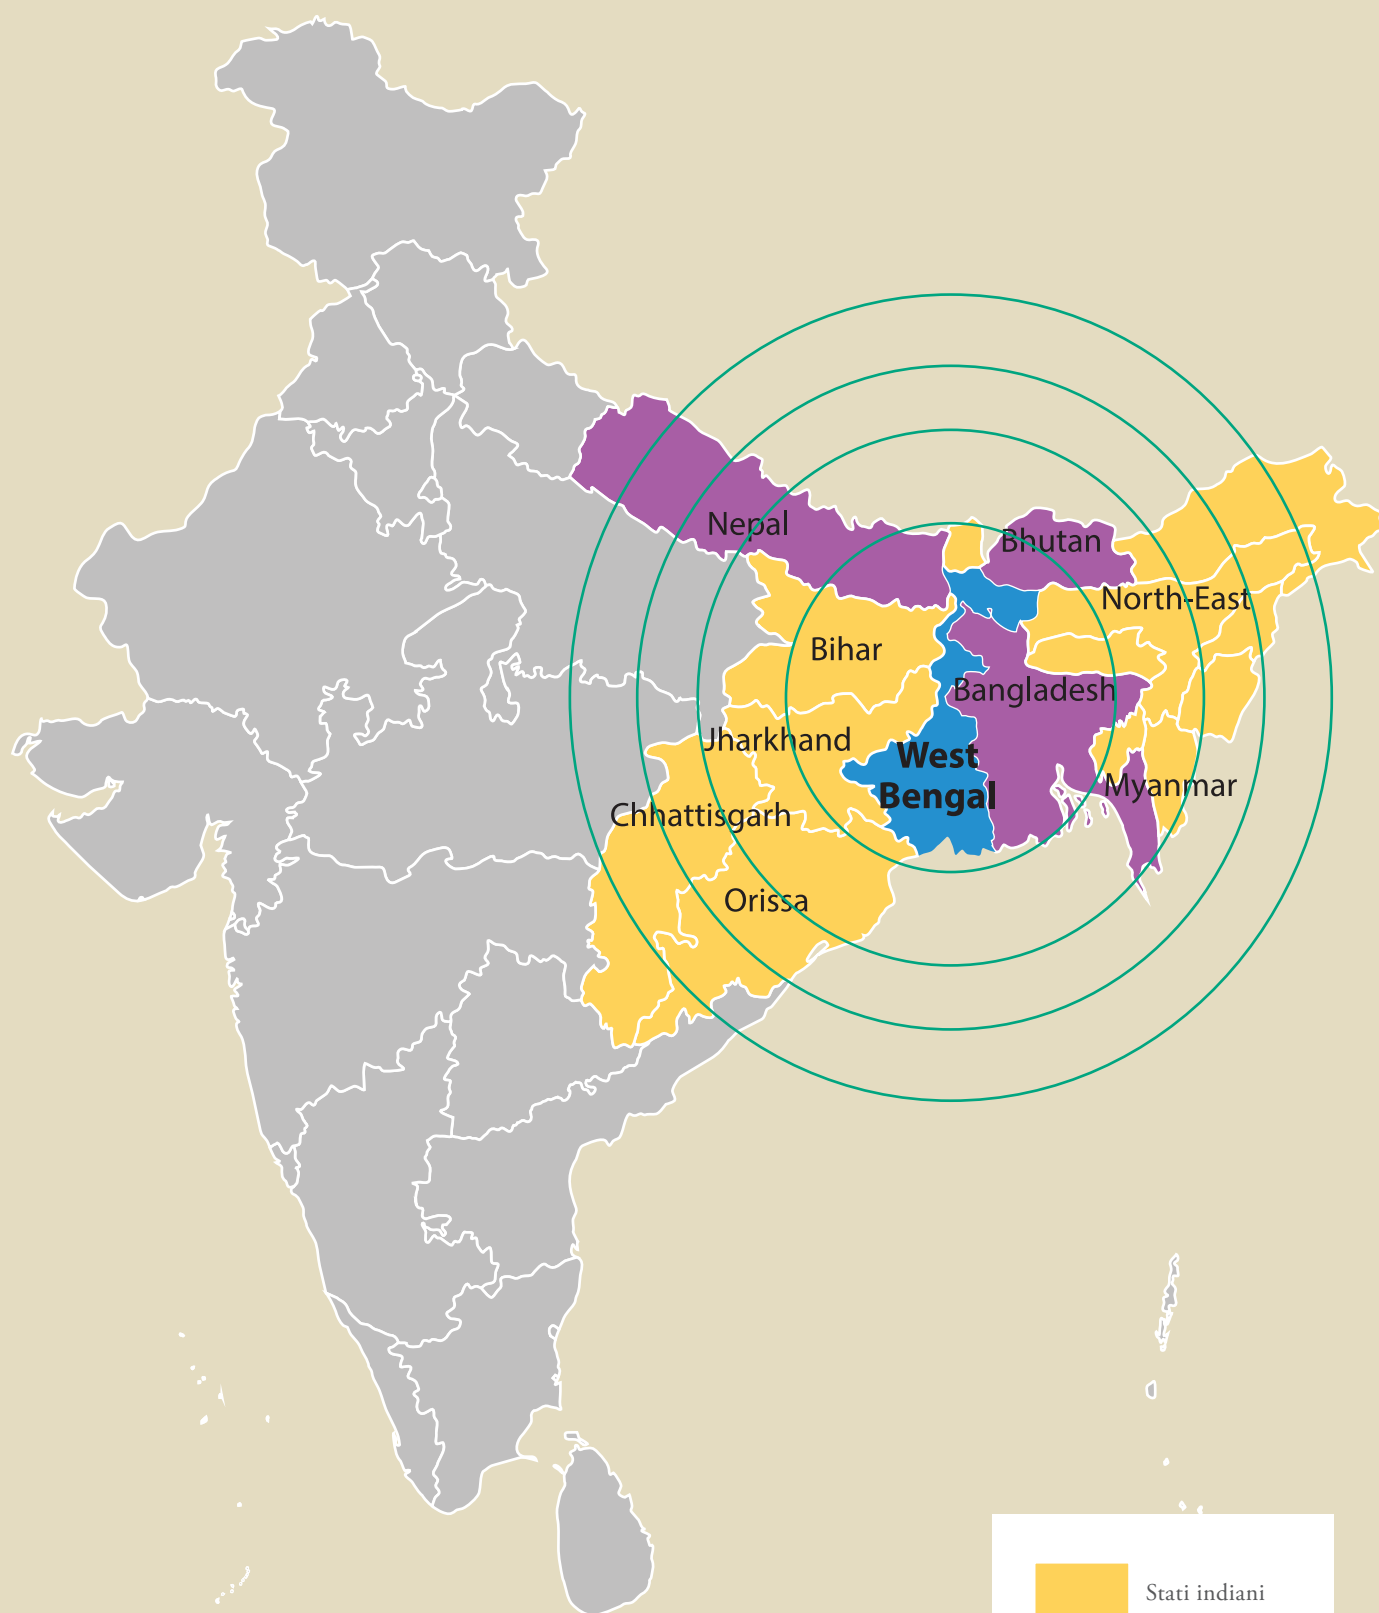 Nepal
Bhutan
North-East
Bihar
Bangladesh
Jharkhand
West
Bengal
Myanmar
Chhattisgarh
Orissa
Stati indiani